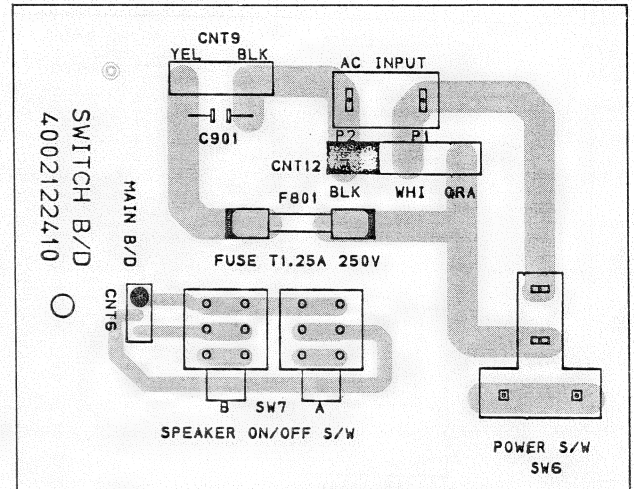 CNT9
YEL BLK
AC INPUT
C901
P2 P1
CNT12
BLK WHI ORA
F801
FUSE T1.25A 250V
SWITCH B/D
4002122410
MAIN B/D
CNT6
B SW7 A
SPEAKER ON/OFF S/W
POWER S/W
SW6